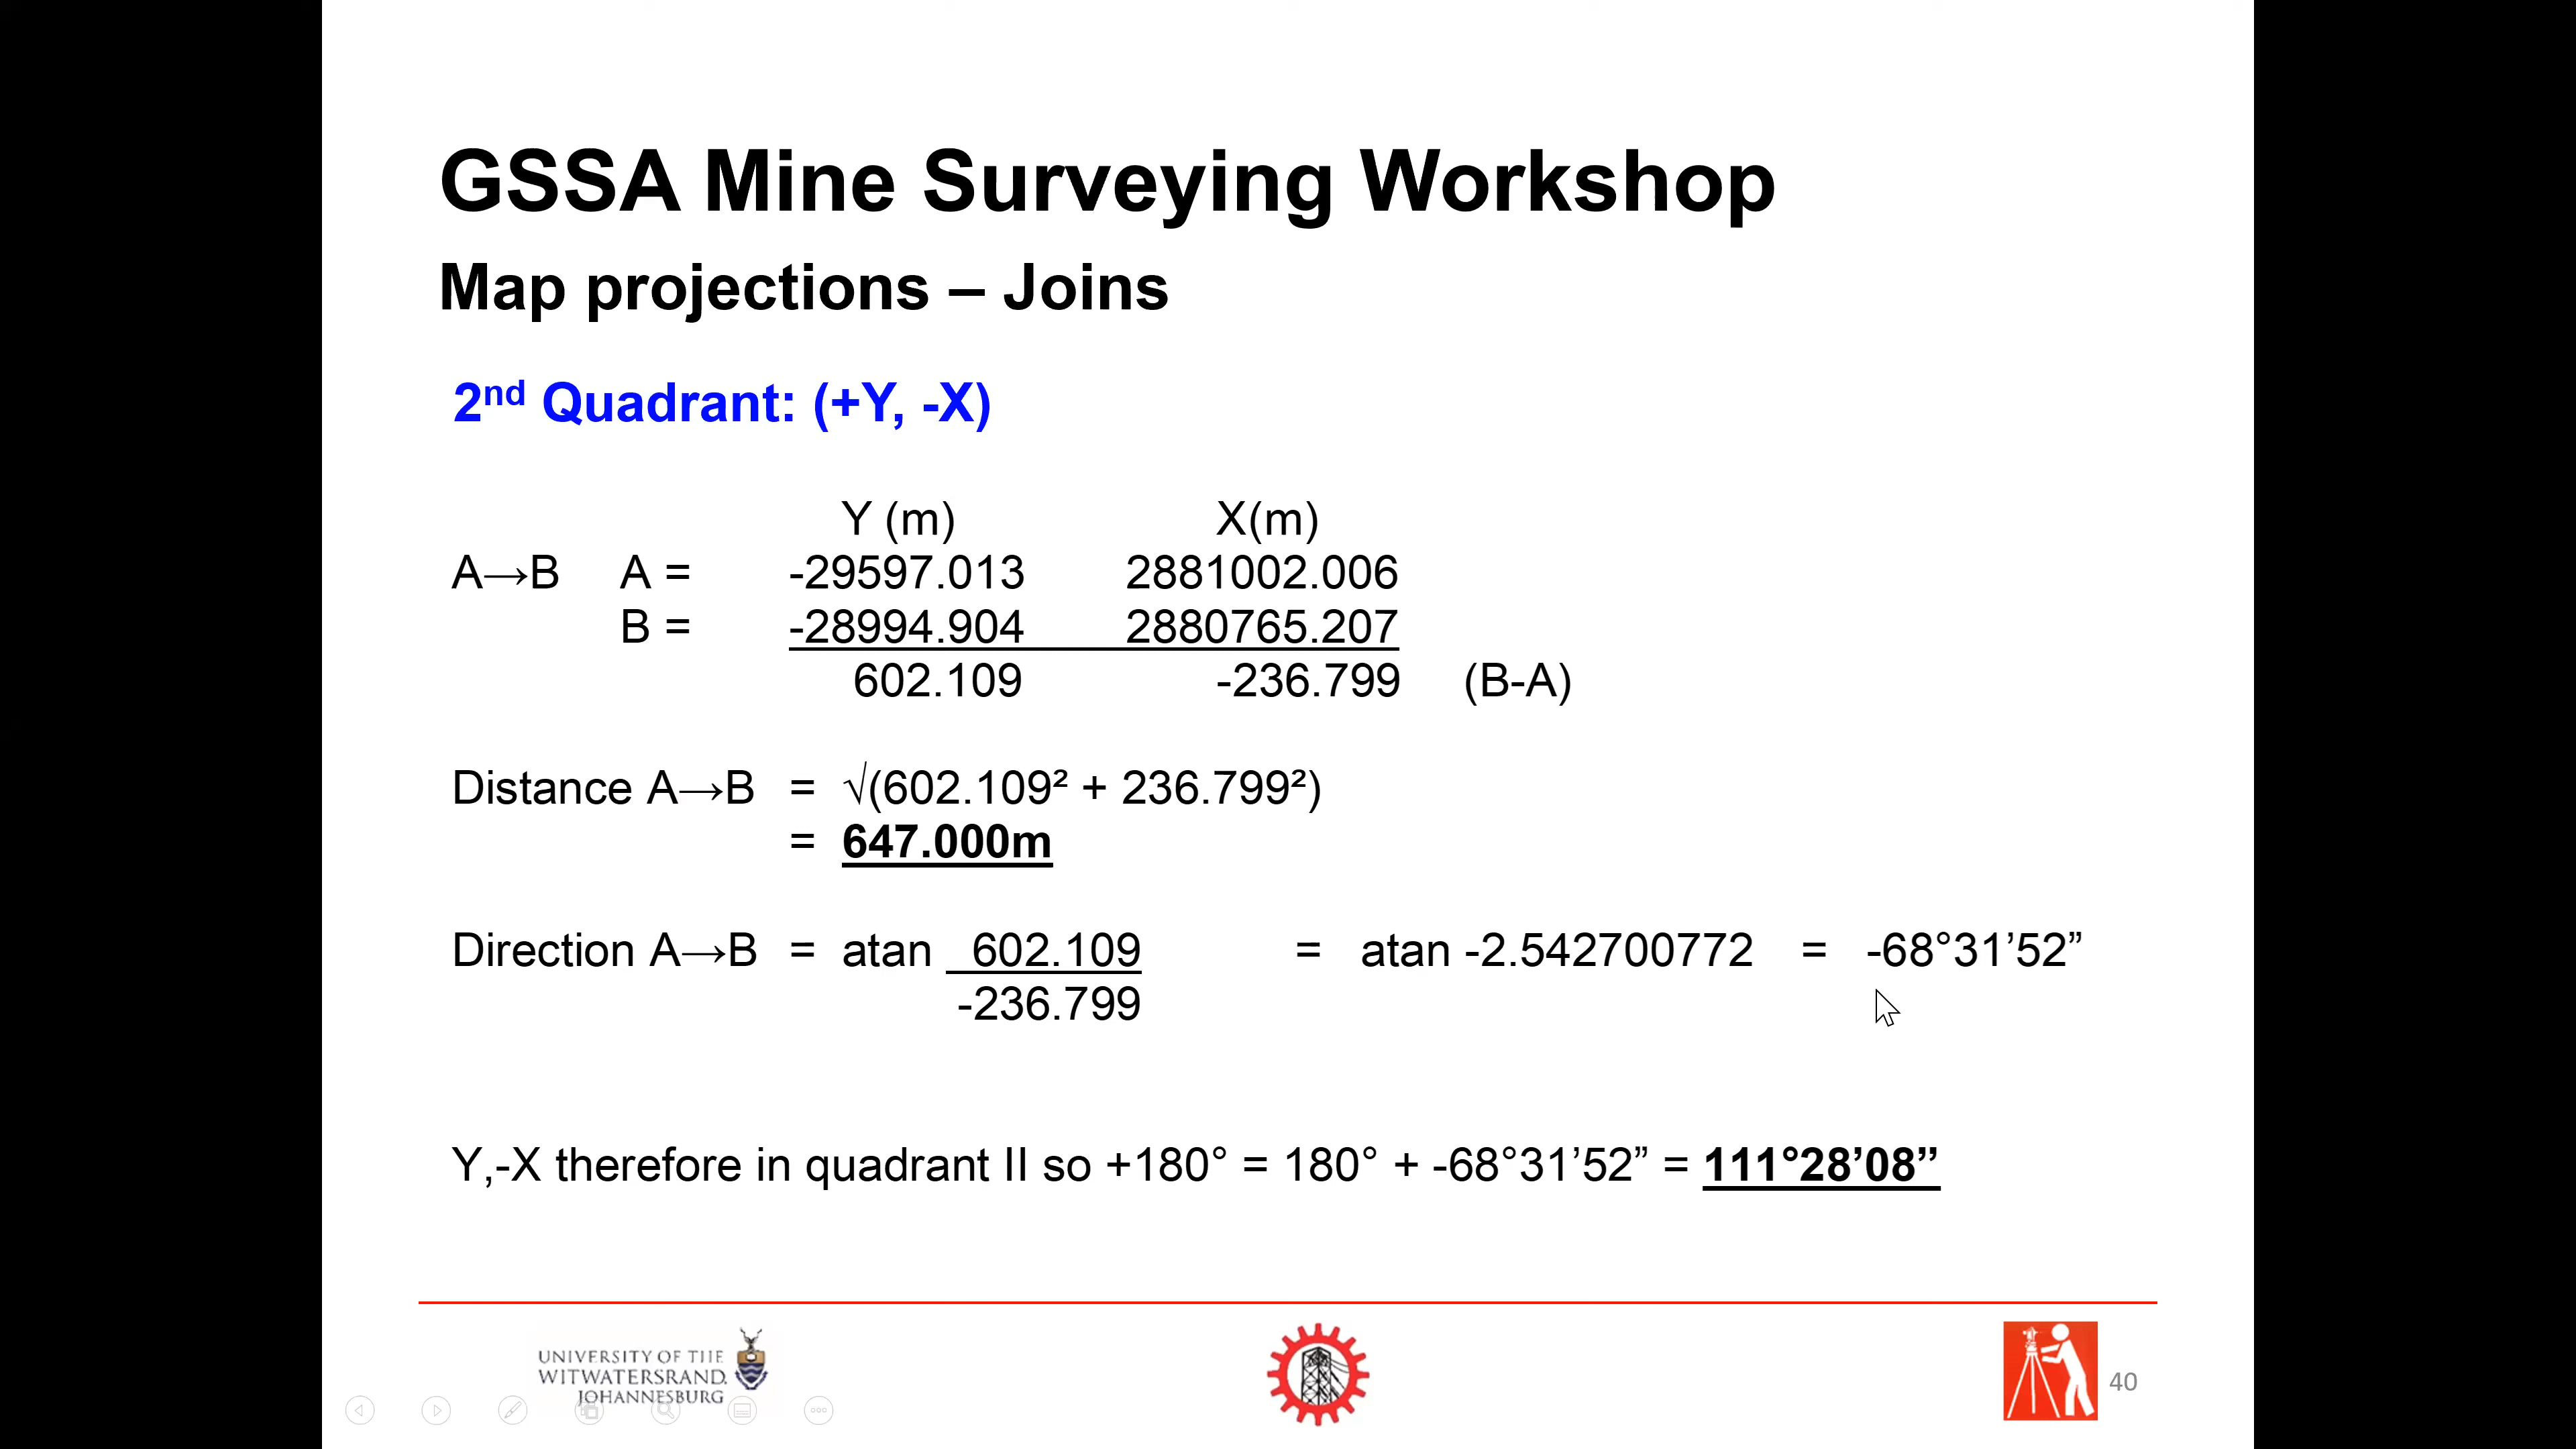 GSSA Mine Surveying Workshop
Map projections – Joins
2nd Quadrant: (+Y, -X)
Y (m) X(m)
A→B A = -29597.013 2881002.006
B = -28994.904 2880765.207
602.109 -236.799 (B-A)
Distance A→B = √(602.109² + 236.799²)
= 647.000m
Direction A→B = atan 602.109 = atan -2.542700772 = -68°31’52”
-236.799
Y,-X therefore in quadrant II so +180° = 180° + -68°31’52” = 111°28’08”
UNIVERSITY OF THE
WITWATERSRAND,
JOHANNESBURG
40